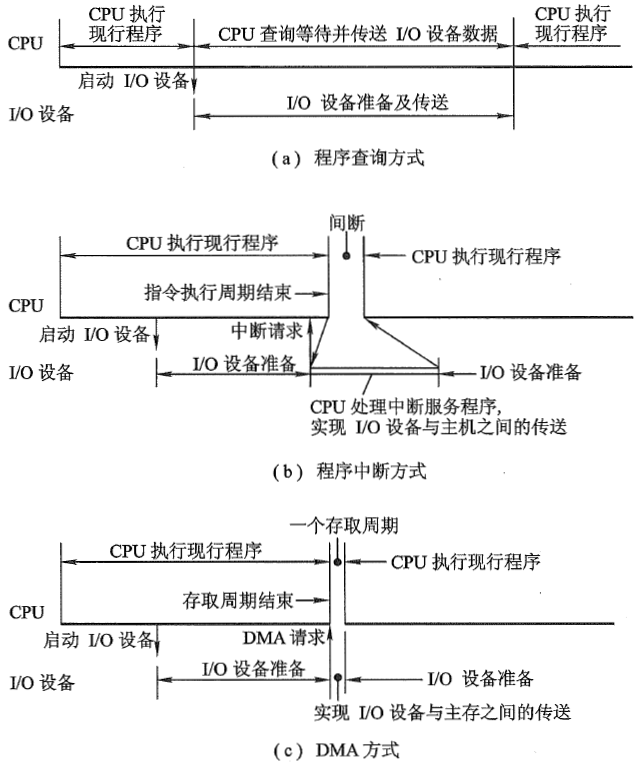 CPU 执行
现行程序
CPU 查询等待并传送 I/O 设备数据
CPU 执行
现行程序
CPU
启动 I/O 设备
I/O 设备
I/O 设备准备及传送
( a ) 程序查询方式
间断
CPU 执行现行程序
CPU 执行现行程序
指令执行周期结束
CPU
启动 I/O 设备
中断请求
I/O 设备
I/O 设备准备
I/O 设备准备
CPU 处理中断服务程序,
实现 I/O 设备与主机之间的传送
( b ) 程序中断方式
一个存取周期
CPU 执行现行程序
CPU 执行现行程序
存取周期结束
CPU
启动 I/O 设备
DMA 请求
I/O 设备
I/O 设备准备
I/O 设备准备
实现 I/O 设备与主存之间的传送
( c ) DMA 方式